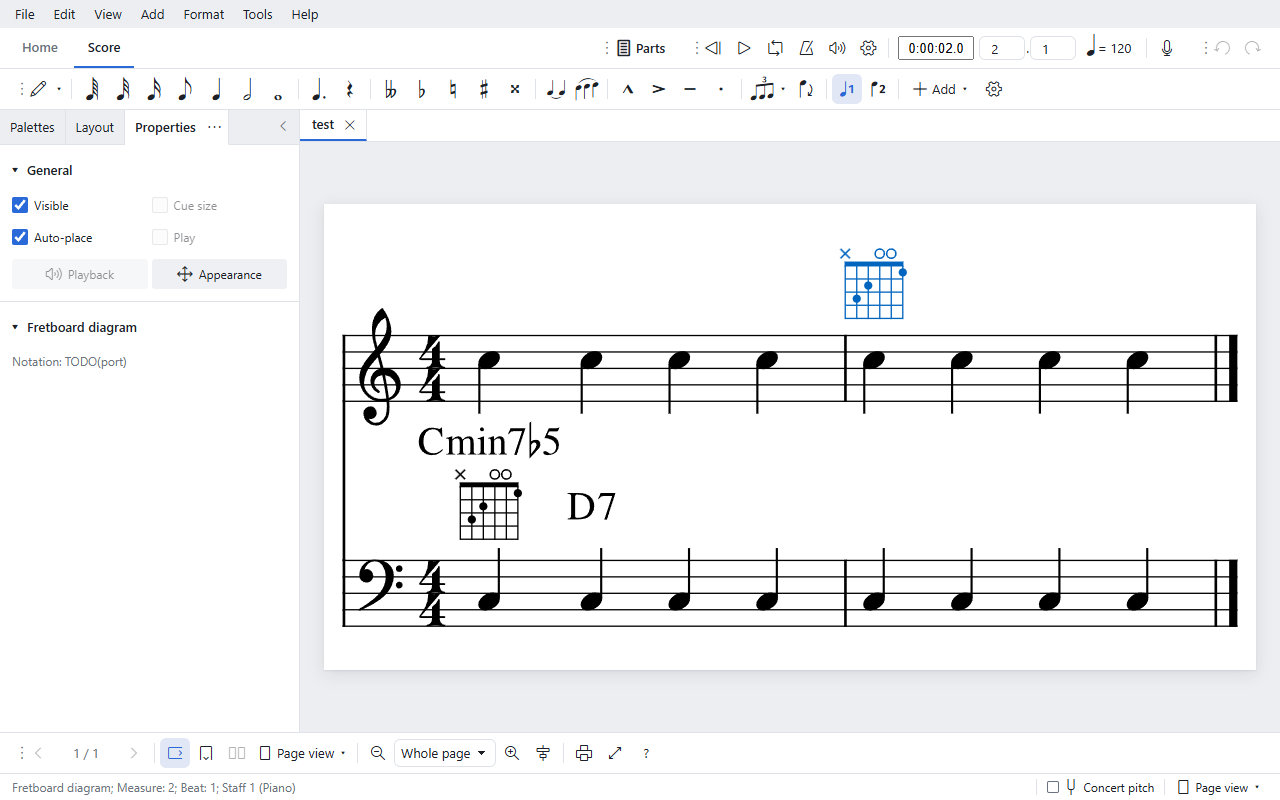 File Edit View Add Format Tools Help
Home Score Parts 0:00:02.0 2 . 1 = 120
3 1 2 Add
Palettes Layout Properties ... test
General
Visible Cue size
Auto-place Play
Playback Appearance
Fretboard diagram
Notation: TODO(port)
Cmin7♭5
D7
1 / 1 Page view Whole page ?
Fretboard diagram; Measure: 2; Beat: 1; Staff 1 (Piano) Concert pitch Page view